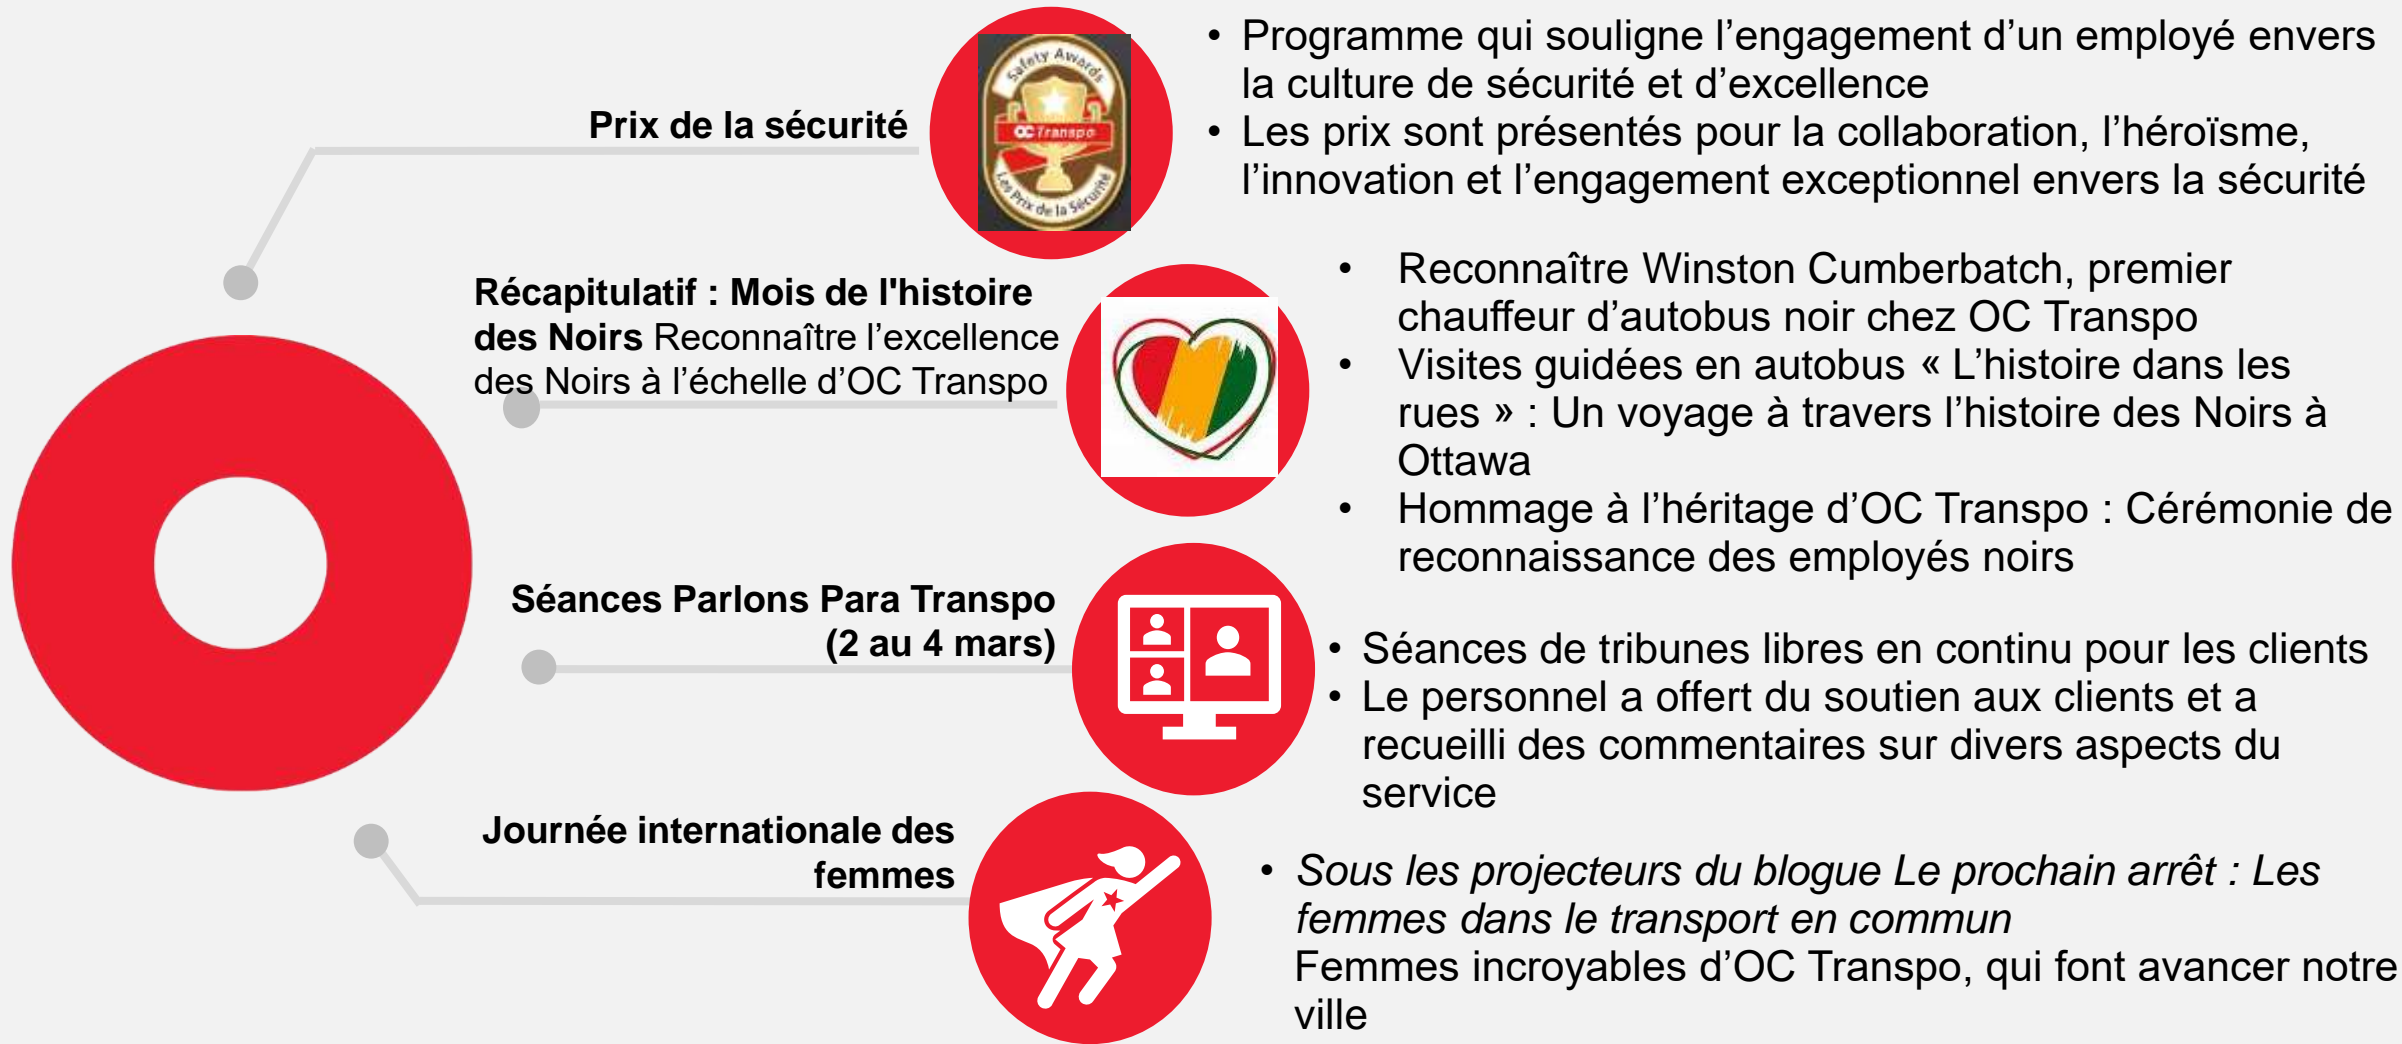 Prix de la sécurité
Safety Awards
OC Transpo
Les Prix de la Sécurité
• Programme qui souligne l’engagement d’un employé envers
la culture de sécurité et d’excellence
• Les prix sont présentés pour la collaboration, l’héroïsme,
l’innovation et l’engagement exceptionnel envers la sécurité
Récapitulatif : Mois de l'histoire
des Noirs Reconnaître l’excellence
des Noirs à l’échelle d’OC Transpo
• Reconnaître Winston Cumberbatch, premier
chauffeur d’autobus noir chez OC Transpo
• Visites guidées en autobus « L’histoire dans les
rues » : Un voyage à travers l’histoire des Noirs à
Ottawa
• Hommage à l’héritage d’OC Transpo : Cérémonie de
reconnaissance des employés noirs
Séances Parlons Para Transpo
(2 au 4 mars)
• Séances de tribunes libres en continu pour les clients
• Le personnel a offert du soutien aux clients et a
recueilli des commentaires sur divers aspects du
service
Journée internationale des
femmes
• Sous les projecteurs du blogue Le prochain arrêt : Les
femmes dans le transport en commun
Femmes incroyables d’OC Transpo, qui font avancer notre
ville